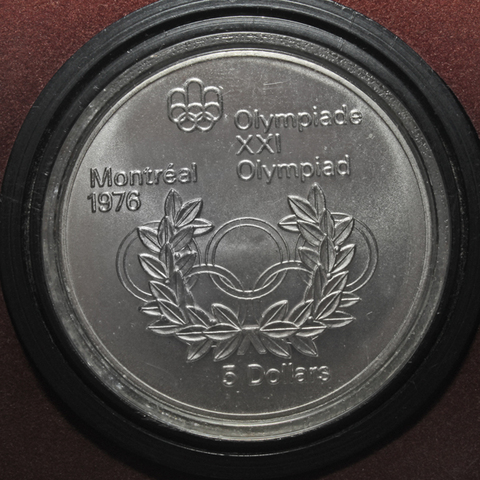 Olympiade
XXI
Olympiad
Montréal
1976
5 Dollars